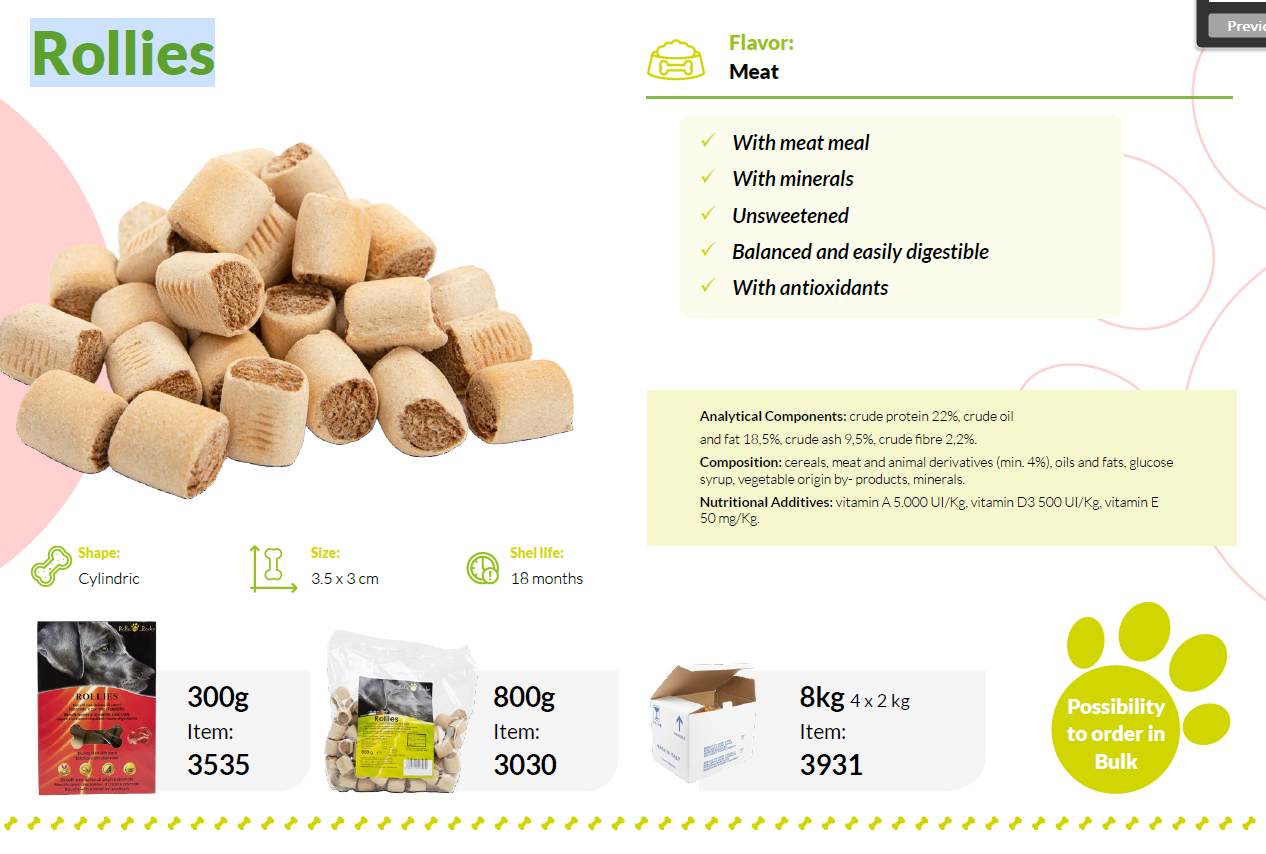 Rollies
Flavor:
Meat
With meat meal
With minerals
Unsweetened
Balanced and easily digestible
With antioxidants
Analytical Components: crude protein 22%, crude oil
and fat 18,5%, crude ash 9,5%, crude fibre 2,2%.
Composition: cereals, meat and animal derivatives (min. 4%), oils and fats, glucose
syrup, vegetable origin by- products, minerals.
Nutritional Additives: vitamin A 5.000 UI/Kg, vitamin D3 500 UI/Kg, vitamin E
50 mg/Kg.
Shape:
Cylindric
Size:
3.5 x 3 cm
Shel life:
18 months
ROLLIES
300g
Item:
3535
Rollies
800g
Item:
3030
8kg 4 x 2 kg
Item:
3931
Possibility
to order in
Bulk